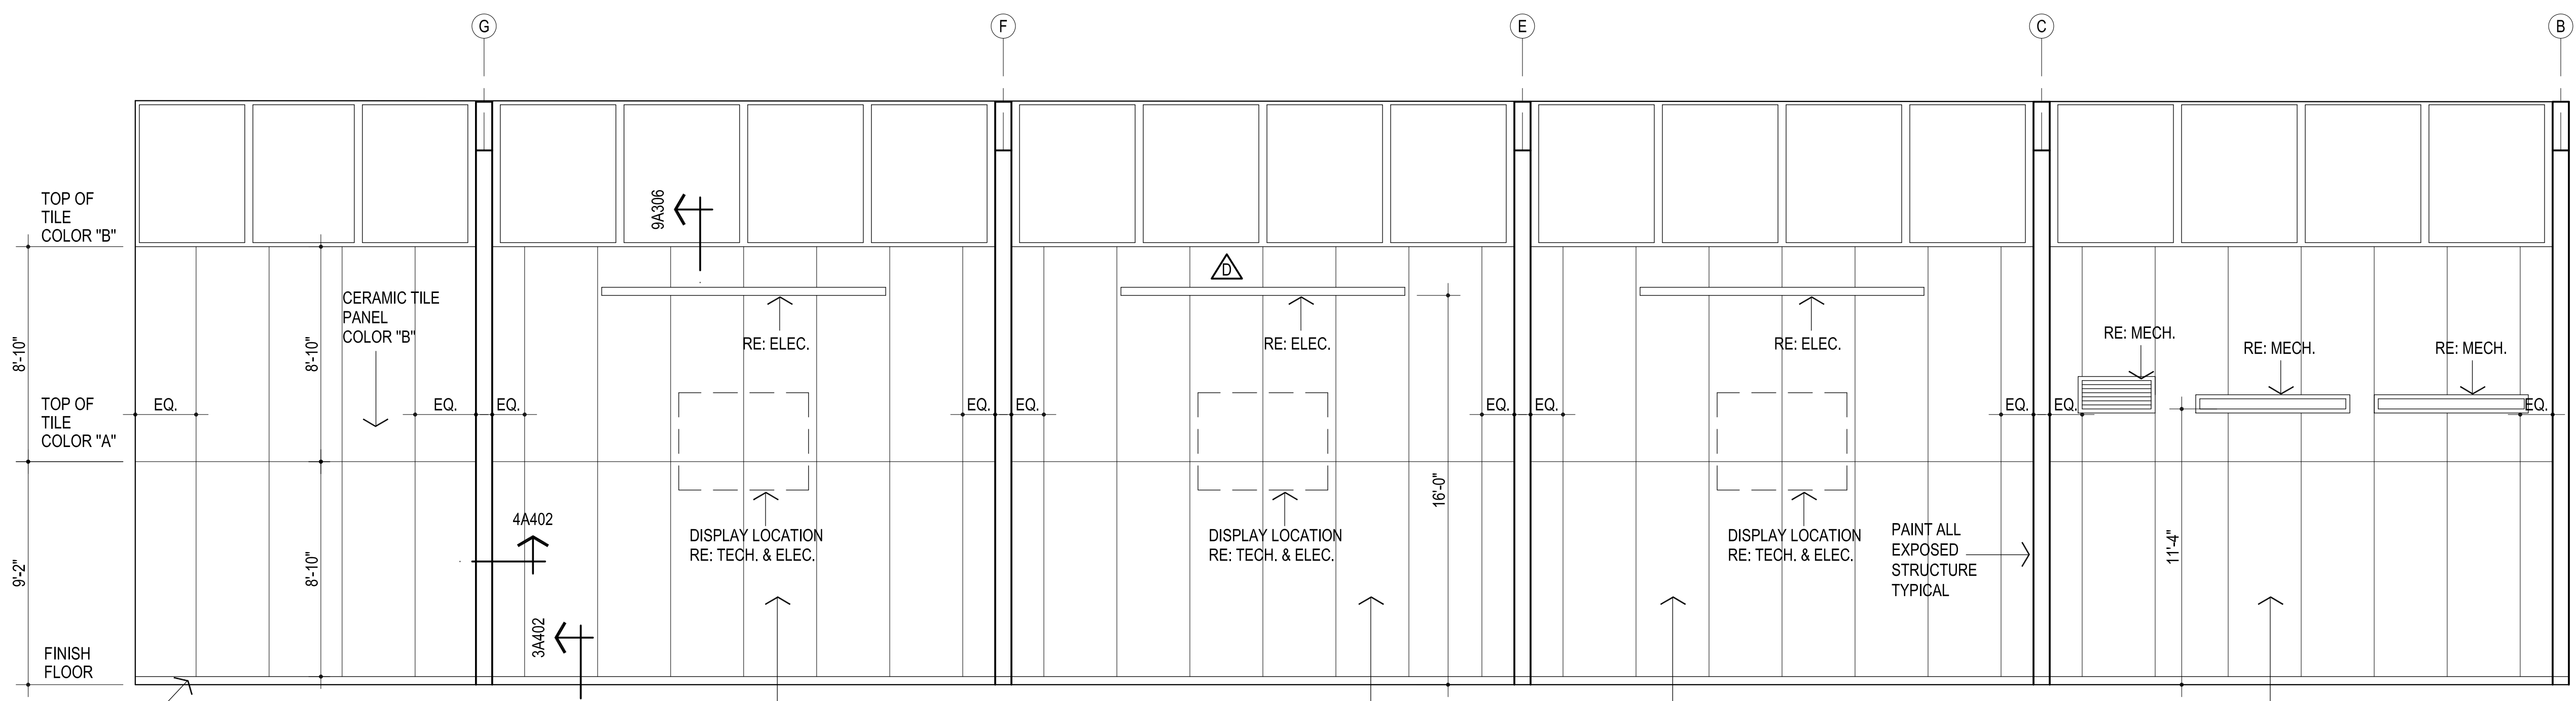 G
F
E
C
B
TOP OF
TILE
COLOR "B"
9A306
D
CERAMIC TILE
PANEL
COLOR "B"
8'-10"
8'-10"
RE: ELEC.
RE: ELEC.
RE: ELEC.
RE: MECH.
RE: MECH.
RE: MECH.
TOP OF
TILE
COLOR "A"
EQ.
EQ.
EQ.
EQ.
EQ.
EQ.
EQ.
EQ.
EQ.
EQ.
16'-0"
4A402
DISPLAY LOCATION
RE: TECH. & ELEC.
DISPLAY LOCATION
RE: TECH. & ELEC.
DISPLAY LOCATION
RE: TECH. & ELEC.
PAINT ALL
EXPOSED
STRUCTURE
TYPICAL
11'-4"
9'-2"
8'-10"
3A402
FINISH
FLOOR